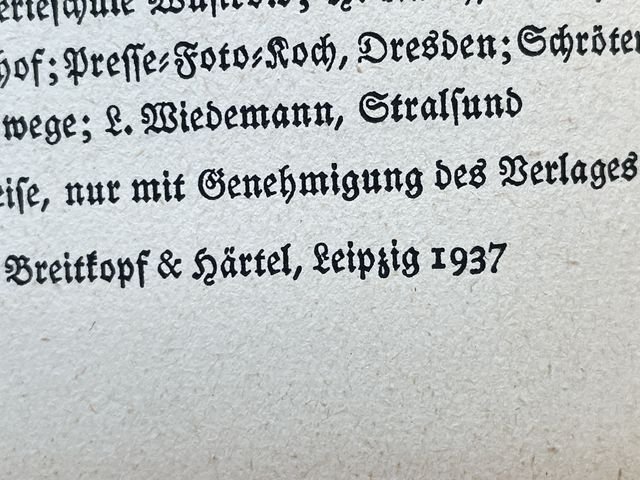 hof; Preſſe-Foto-Koch, Dresden; Schröter
wege; L. Wiedemann, Stralſund
eiſe, nur mit Genehmigung des Verlages
Breitkopf & Härtel, Leipzig 1937